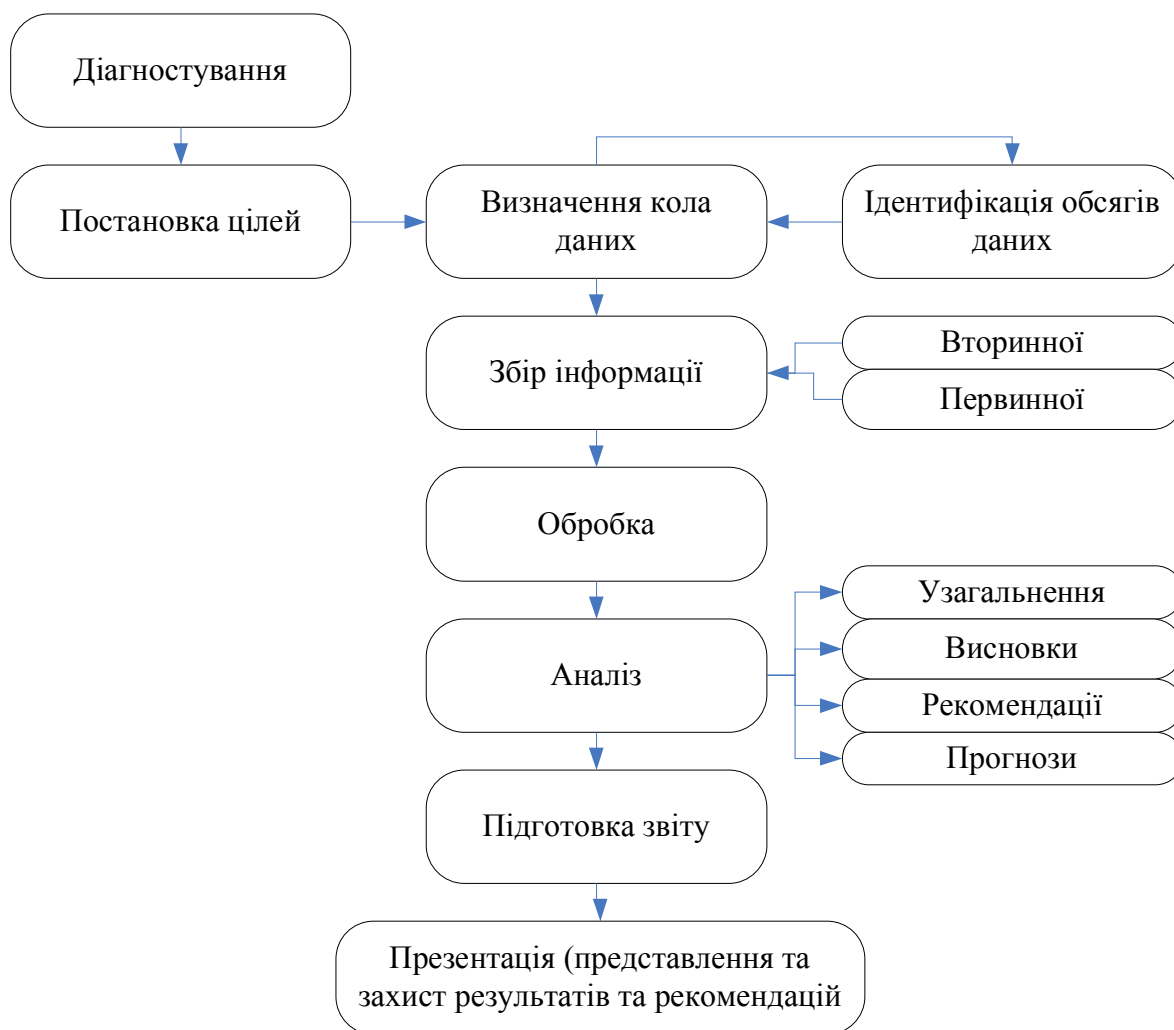 Діагностування
Постановка цілей
Визначення кола
даних
Ідентифікація обсягів
даних
Збір інформації
Вторинної
Первинної
Обробка
Аналіз
Узагальнення
Висновки
Рекомендації
Прогнози
Підготовка звіту
Презентація (представлення та
захист результатів та рекомендацій